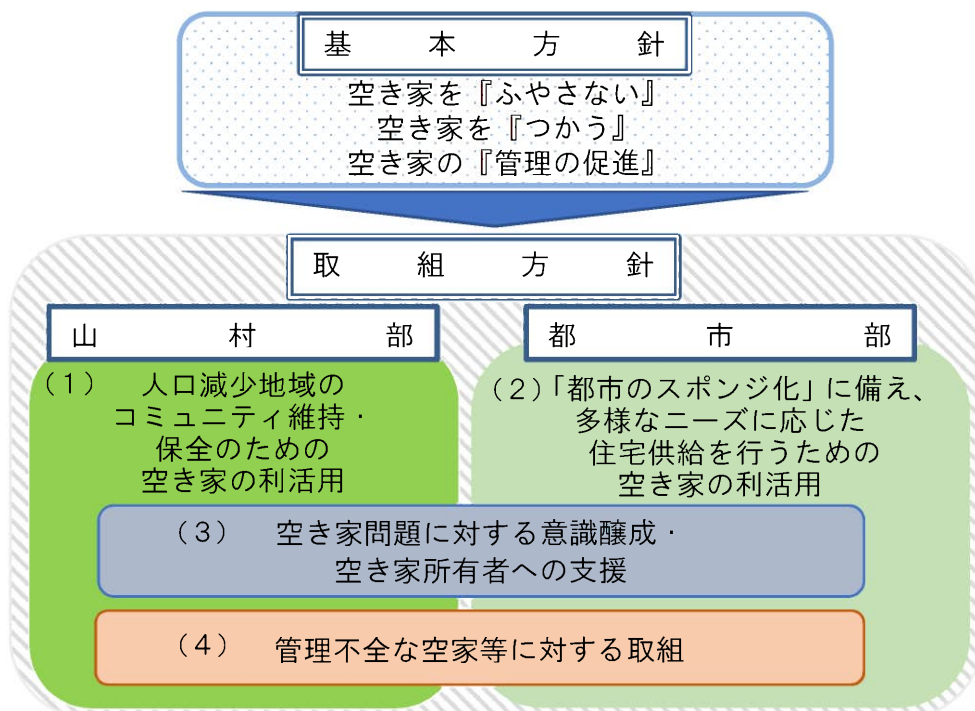 基本方針
空き家を『ふやさない』
空き家を『つかう』
空き家の『管理の促進』
取組方針
山村部
(1) 人口減少地域の
コミュニティ維持・
保全のための
空き家の利活用
都市部
(2)「都市のスポンジ化」に備え、
多様なニーズに応じた
住宅供給を行うための
空き家の利活用
(3) 空き家問題に対する意識醸成・
空き家所有者への支援
(4) 管理不全な空家等に対する取組